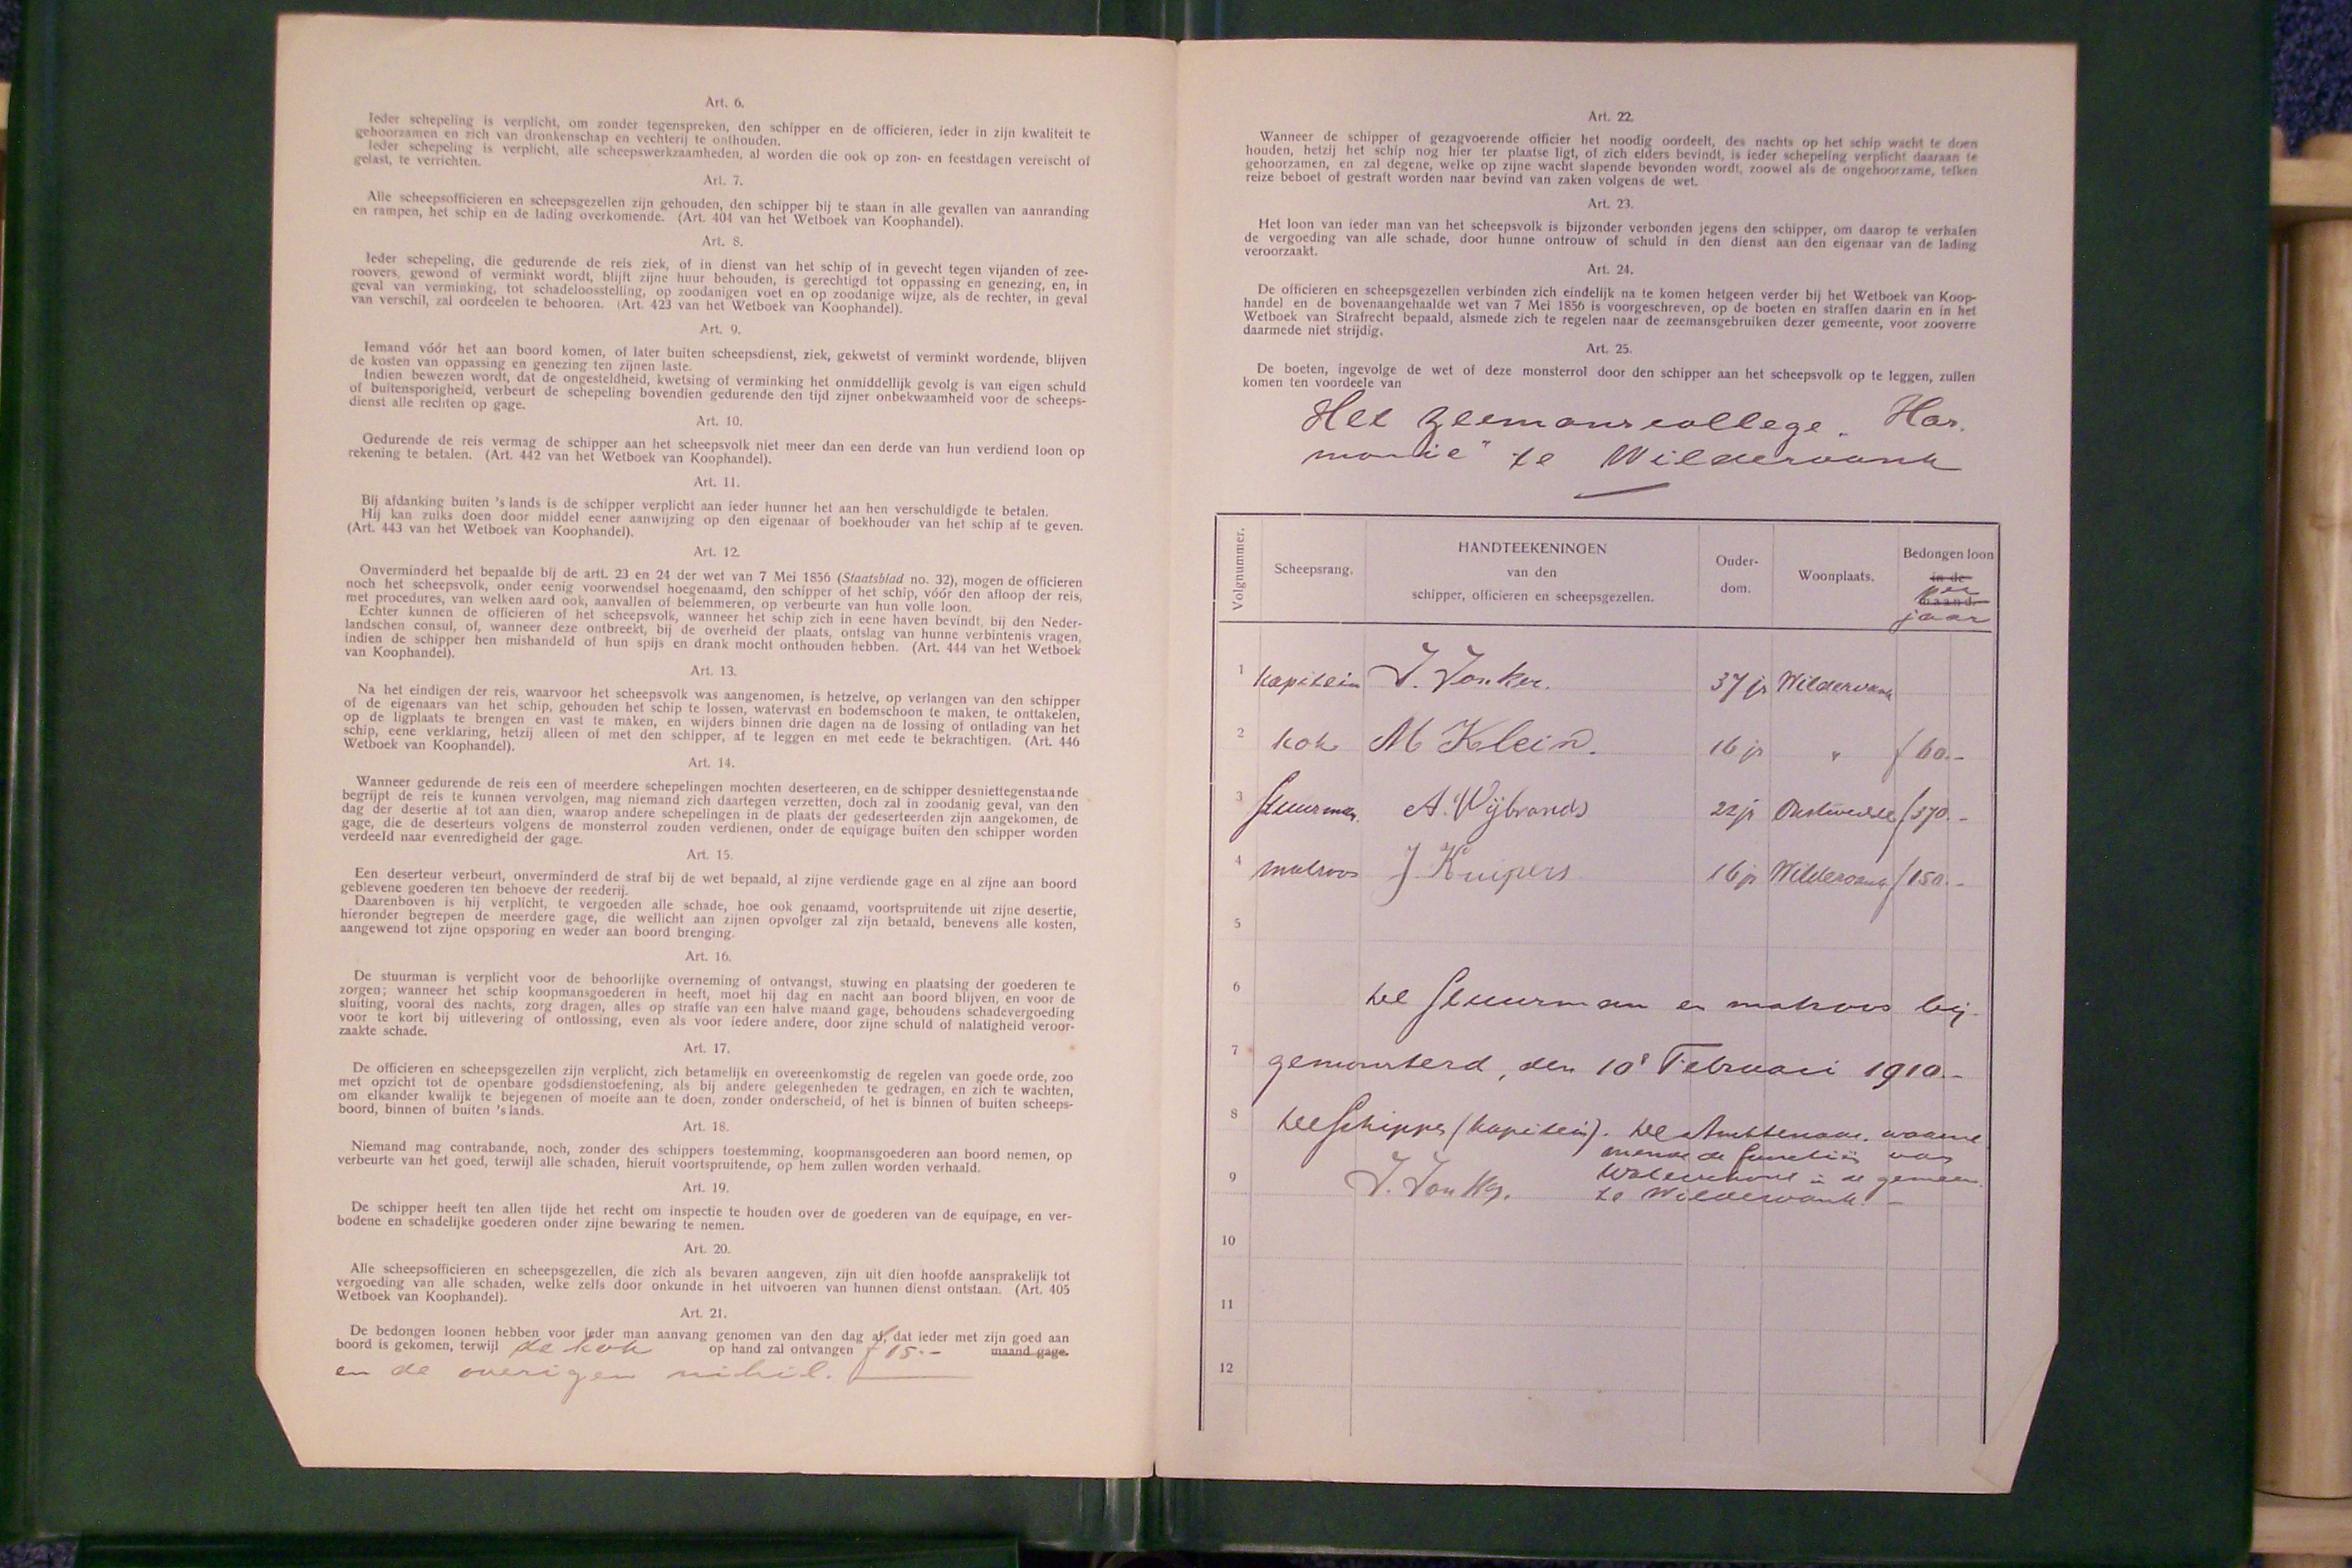 Art. 6.
Ieder schepeling is verplicht, om zonder tegenspreken, den schipper en de officieren, ieder in zijn kwaliteit te
gehoorzamen en zich van dronkenschap en vechterij te onthouden.
Ieder schepeling is verplicht, alle scheepswerkzaamheden, al worden die ook op zon- en feestdagen vereischt of
gelast, te verrichten.
Art. 7.
Alle scheepsofficieren en scheepsgezellen zijn gehouden, den schipper bij te staan in alle gevallen van aanranding
en rampen, het schip en de lading overkomende. (Art. 404 van het Wetboek van Koophandel).
Art. 8.
Ieder schepeling, die gedurende de reis ziek, of in dienst van het schip of in gevecht tegen vijanden of zee-
roovers, gewond of verminkt wordt, blijft zijne huur behouden, is gerechtigd tot oppassing en genezing, en, in
geval van verminking, tot schadeloosstelling, op zoodanigen voet en op zoodanige wijze, als de rechter, in geval
van verschil, zal oordeelen te behooren. (Art. 423 van het Wetboek van Koophandel).
Art. 9.
Iemand vóór het aan boord komen, of later buiten scheepsdienst, ziek, gekwetst of verminkt wordende, blijven
de kosten van oppassing en genezing ten zijnen laste.
Indien bewezen wordt, dat de ongesteldheid, kwetsing of verminking het onmiddellijk gevolg is van eigen schuld
of buitensporigheid, verbeurt de schepeling bovendien gedurende den tijd zijner onbekwaamheid voor de scheeps-
dienst alle rechten op gage.
Art. 10.
Gedurende de reis vermag de schipper aan het scheepsvolk niet meer dan een derde van hun verdiend loon op
rekening te betalen. (Art. 442 van het Wetboek van Koophandel).
Art. 11.
Bij afdanking buiten 's lands is de schipper verplicht aan ieder hunner het aan hen verschuldigde te betalen.
Hij kan zulks doen door middel eener aanwijzing op den eigenaar of boekhouder van het schip af te geven.
(Art. 443 van het Wetboek van Koophandel).
Art. 12.
Onverminderd het bepaalde bij de artt. 23 en 24 der wet van 7 Mei 1856 (Staatsblad no. 32), mogen de officieren
noch het scheepsvolk, onder eenig voorwendsel hoegenaamd, den schipper of het schip, vóór den afloop der reis,
met procedures, van welken aard ook, aanvallen of belemmeren, op verbeurte van hun volle loon.
Echter kunnen de officieren of het scheepsvolk, wanneer het schip zich in eene haven bevindt, bij den Neder-
landschen consul, of, wanneer deze ontbreekt, bij de overheid der plaats, ontslag van hunne verbintenis vragen,
indien de schipper hen mishandeld of hun spijs en drank mocht onthouden hebben. (Art. 444 van het Wetboek
van Koophandel).
Art. 13.
Na het eindigen der reis, waarvoor het scheepsvolk was aangenomen, is hetzelve, op verlangen van den schipper
of de eigenaars van het schip, gehouden het schip te lossen, watervast en bodemschoon te maken, te onttakelen,
op de ligplaats te brengen en vast te maken, en wijders binnen drie dagen na de lossing of ontlading van het
schip, eene verklaring, hetzij alleen of met den schipper, af te leggen en met eede te bekrachtigen. (Art. 446
Wetboek van Koophandel).
Art. 14.
Wanneer gedurende de reis een of meerdere schepelingen mochten deserteeren, en de schipper desniettegenstaande
begrijpt de reis te kunnen vervolgen, mag niemand zich daartegen verzetten, doch zal in zoodanig geval, van den
dag der desertie af tot aan dien, waarop andere schepelingen in de plaats der gedeserteerden zijn aangekomen, de
gage, die de deserteurs volgens de monsterrol zouden verdienen, onder de equipage buiten den schipper worden
verdeeld naar evenredigheid der gage.
Art. 15.
Een deserteur verbeurt, onverminderd de straf bij de wet bepaald, al zijne verdiende gage en al zijne aan boord
geblevene goederen ten behoeve der reederij.
Daarenboven is hij verplicht, te vergoeden alle schade, hoe ook genaamd, voortspruitende uit zijne desertie,
hieronder begrepen de meerdere gage, die wellicht aan zijnen opvolger zal zijn betaald, benevens alle kosten,
aangewend tot zijne opsporing en weder aan boord brenging.
Art. 16.
De stuurman is verplicht voor de behoorlijke overneming of ontvangst, stuwing en plaatsing der goederen te
zorgen; wanneer het schip koopmansgoederen in heeft, moet hij dag en nacht aan boord blijven, en voor de
sluiting, vooral des nachts, zorg dragen, alles op straffe van een halve maand gage, behoudens schadevergoeding
voor te kort bij uitlevering of ontlossing, even als voor iedere andere, door zijne schuld of nalatigheid veroor-
zaakte schade.
Art. 17.
De officieren en scheepsgezellen zijn verplicht, zich betamelijk en overeenkomstig de regelen van goede orde, zoo
met opzicht tot de openbare godsdienstoefening, als bij andere gelegenheden te gedragen, en zich te wachten,
om elkander kwalijk te bejegenen of moeite aan te doen, zonder onderscheid, of het is binnen of buiten scheeps-
boord, binnen of buiten 's lands.
Art. 18.
Niemand mag contrabande, noch, zonder des schippers toestemming, koopmansgoederen aan boord nemen, op
verbeurte van het goed, terwijl alle schaden, hieruit voortspruitende, op hem zullen worden verhaald.
Art. 19.
De schipper heeft ten allen tijde het recht om inspectie te houden over de goederen van de equipage, en ver-
bodene en schadelijke goederen onder zijne bewaring te nemen.
Art. 20.
Alle scheepsofficieren en scheepsgezellen, die zich als bevaren aangeven, zijn uit dien hoofde aansprakelijk tot
vergoeding van alle schaden, welke zelfs door onkunde in het uitvoeren van hunnen dienst ontstaan. (Art. 405
Wetboek van Koophandel).
Art. 21.
De bedongen loonen hebben voor ieder man aanvang genomen van den dag af, dat ieder met zijn goed aan
boord is gekomen, terwijl de kok op hand zal ontvangen f 15.- maand gage.
en de overigen nihil.
Art. 22.
Wanneer de schipper of gezagvoerende officier het noodig oordeelt, des nachts op het schip wacht te doen
houden, hetzij het schip nog hier ter plaatse ligt, of zich elders bevindt, is ieder schepeling verplicht daaraan te
gehoorzamen, en zal degene, welke op zijne wacht slapende bevonden wordt, zoowel als de ongehoorzame, telken
reize beboet of gestraft worden naar bevind van zaken volgens de wet.
Art. 23.
Het loon van ieder man van het scheepsvolk is bijzonder verbonden jegens den schipper, om daarop te verhalen
de vergoeding van alle schade, door hunne ontrouw of schuld in den dienst aan den eigenaar van de lading
veroorzaakt.
Art. 24.
De officieren en scheepsgezellen verbinden zich eindelijk na te komen hetgeen verder bij het Wetboek van Koop-
handel en de bovenaangehaalde wet van 7 Mei 1856 is voorgeschreven, op de boeten en straffen daarin en in het
Wetboek van Strafrecht bepaald, alsmede zich te regelen naar de zeemansgebruiken dezer gemeente, voor zooverre
daarmede niet strijdig.
Art. 25.
De boeten, ingevolge de wet of deze monsterrol door den schipper aan het scheepsvolk op te leggen, zullen
komen ten voordeele van
Het zeemanscollege „ Har.
monie" te Wildervank
Volgnummer. Scheepsrang. HANDTEEKENINGEN van den schipper, officieren en scheepsgezellen. Ouder-dom. Woonplaats. Bedongen loon in de maand. per jaar
1 kapitein J. Jonker. 37 jr Wildervank
2 kok M Klein. 16 jr " f 60.-
3 Stuurman A. Wijbrands 22 jr Onstwedde f 370.-
4 matroos J. Kuipers 16 jr Wildervank f 150.-
5
6 De Stuurman en matroos bij-
7 gemonsterd, den 10e Februari 1910.-
8 De Schipper (kapitein). De Ambtenaar, waarne
mende de functiën van
9 J. Jonker. Waterschout in de gemeen.
te Wildervank. -
10
11
12